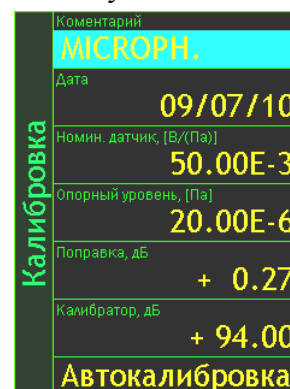 Калибровка
Коментарий
MICROPH.
Дата
09/07/10
Номин. датчик, [В/(Па)]
50.00E-3
Опорный уровень, [Па]
20.00E-6
Поправка, дБ
+ 0.27
Калибратор, дБ
+ 94.00
Автокалибровка